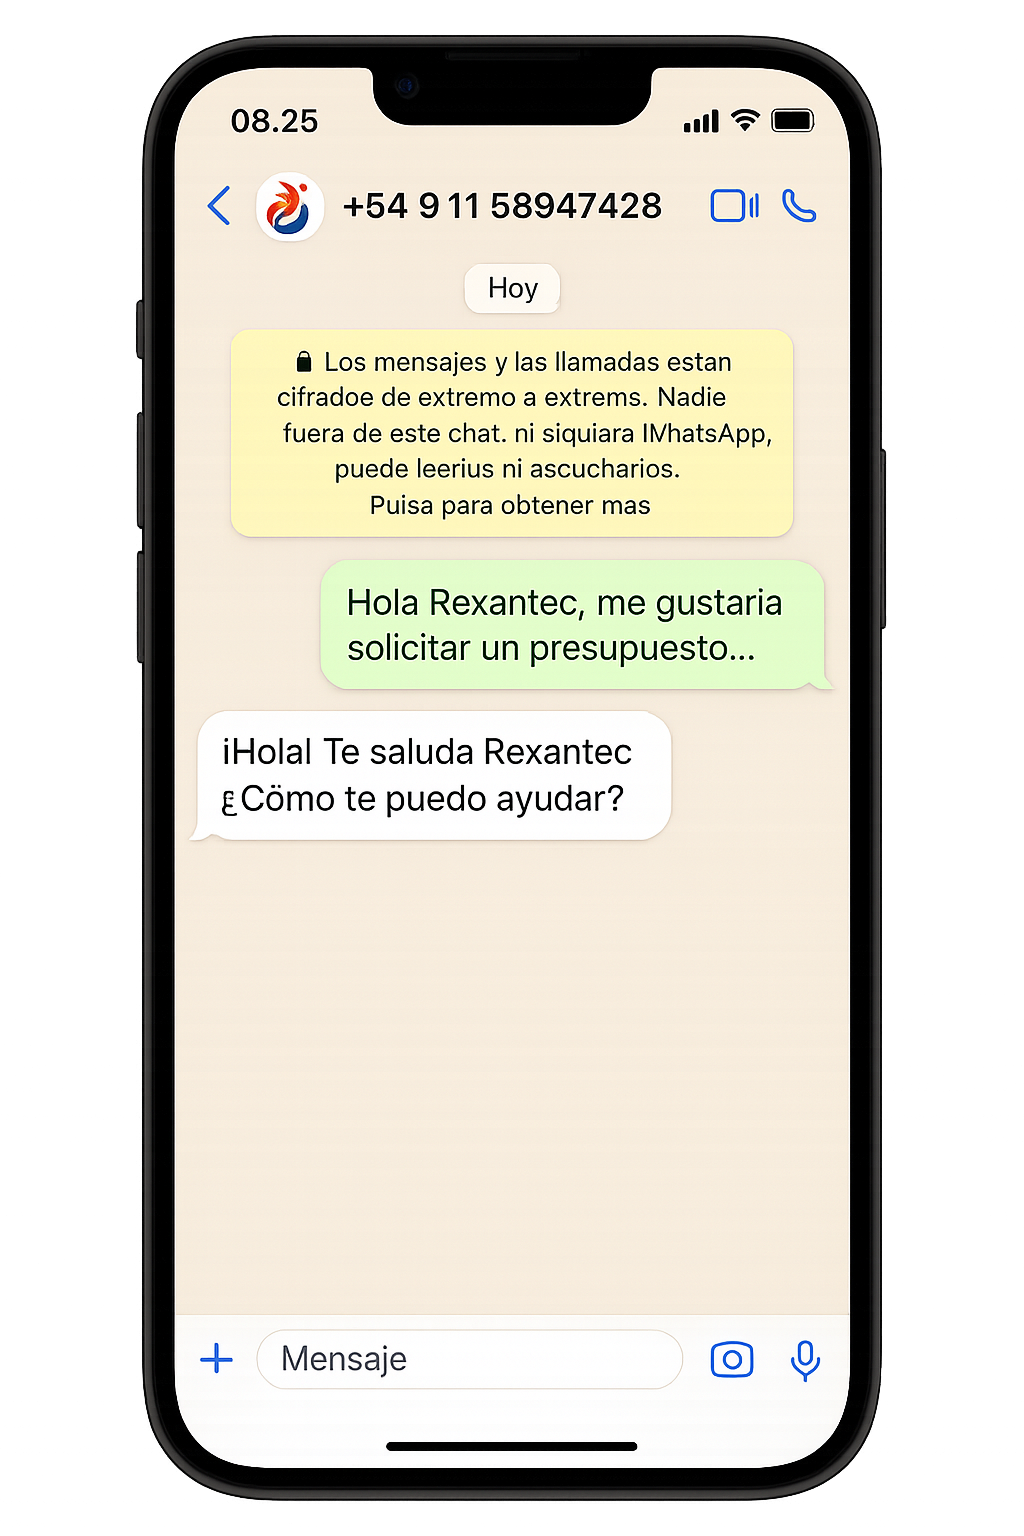 08.25
+54 9 11 58947428
Hoy
Los mensajes y las llamadas estan
cifradoe de extremo a extrems. Nadie
fuera de este chat. ni siquiara IMhatsApp,
puede leerius ni ascucharios.
Puisa para obtener mas
Hola Rexantec, me gustaria
solicitar un presupuesto...
¡Holal Te saluda Rexantec
¿Cömo te puedo ayudar?
Mensaje